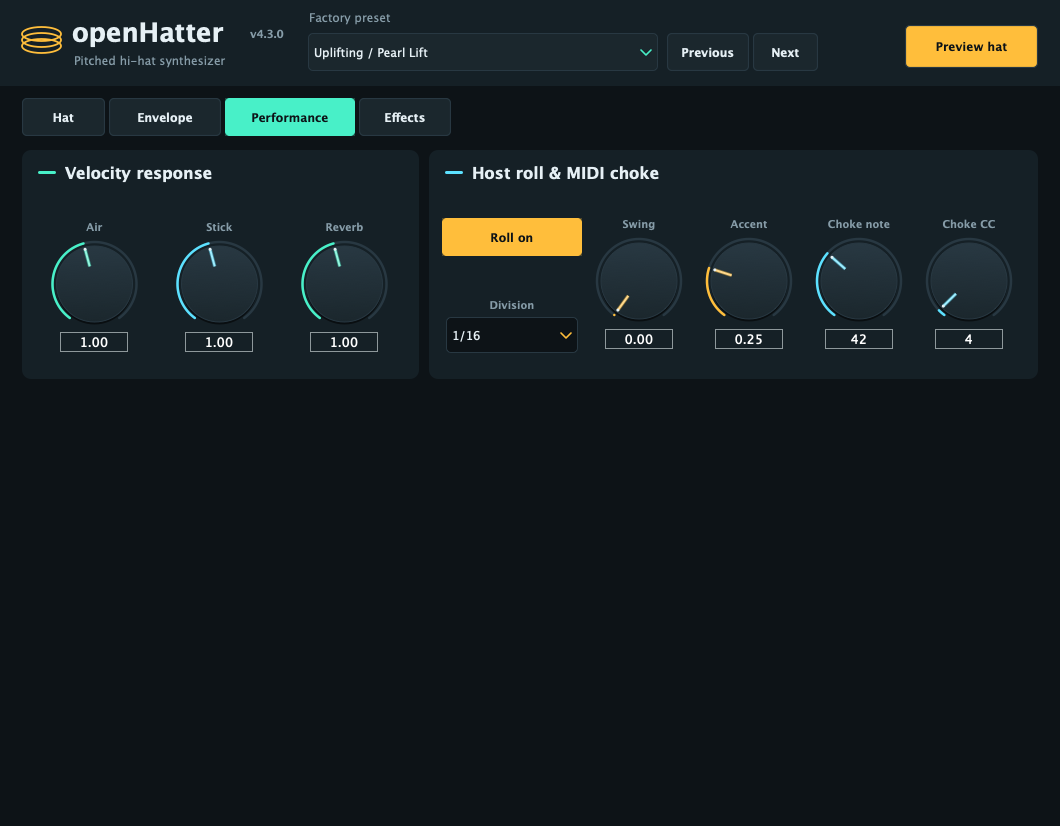 openHatter
v4.3.0
Pitched hi-hat synthesizer
Factory preset
Uplifting / Pearl Lift
Previous
Next
Preview hat
Hat
Envelope
Performance
Effects
Velocity response
Air
Stick
Reverb
1.00
1.00
1.00
Host roll & MIDI choke
Roll on
Division
1/16
Swing
Accent
Choke note
Choke CC
0.00
0.25
42
4